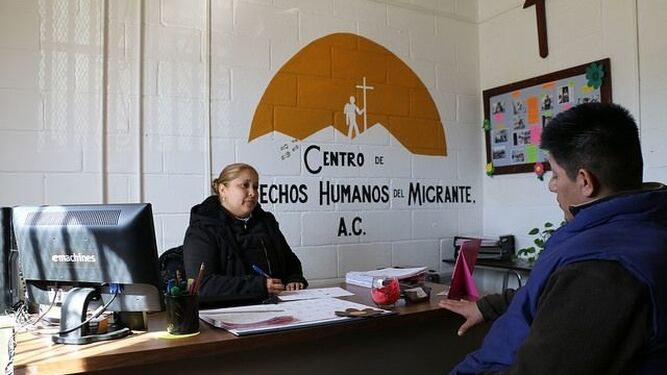 CENTRO DE
ECHOS HUMANOS DEL MIGRANTE.
A.C.
emachines